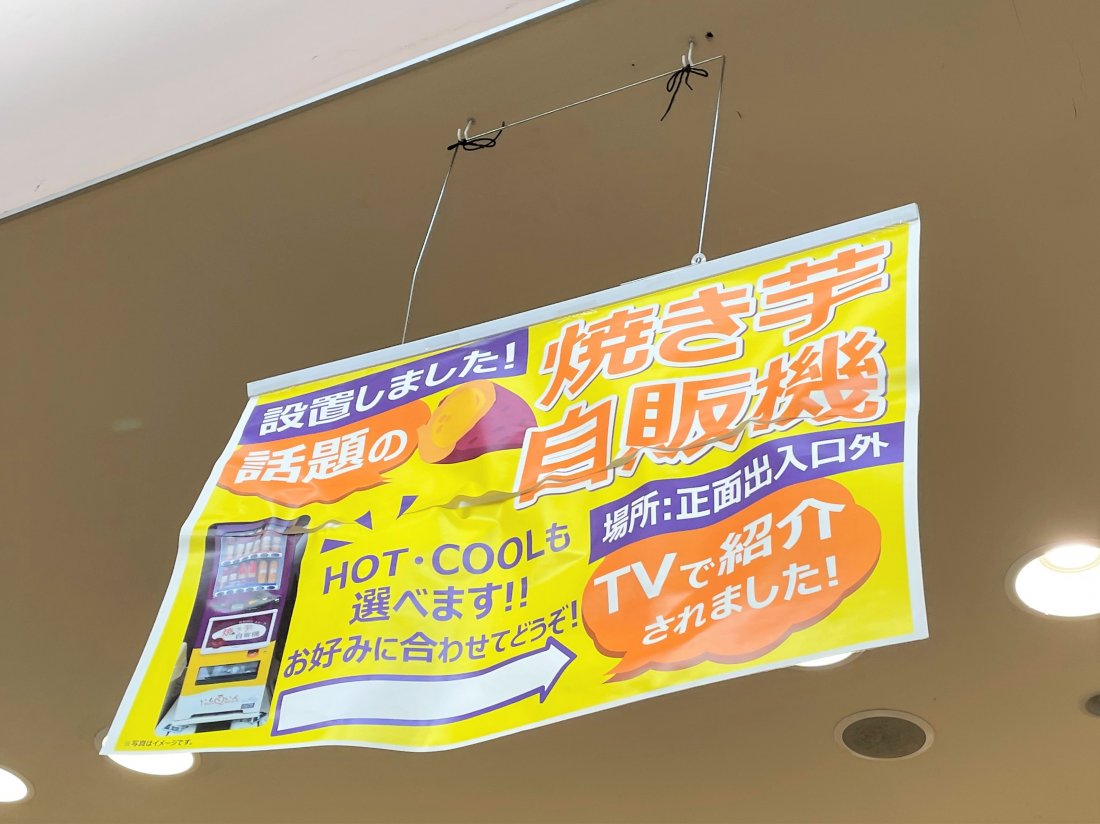 設置しました!
話題の
焼き芋
自販機
場所:正面出入口外
HOT・COOLも
選べます!!
お好みに合わせてどうぞ!
TVで紹介
されました!
自販機
※写真はイメージです。